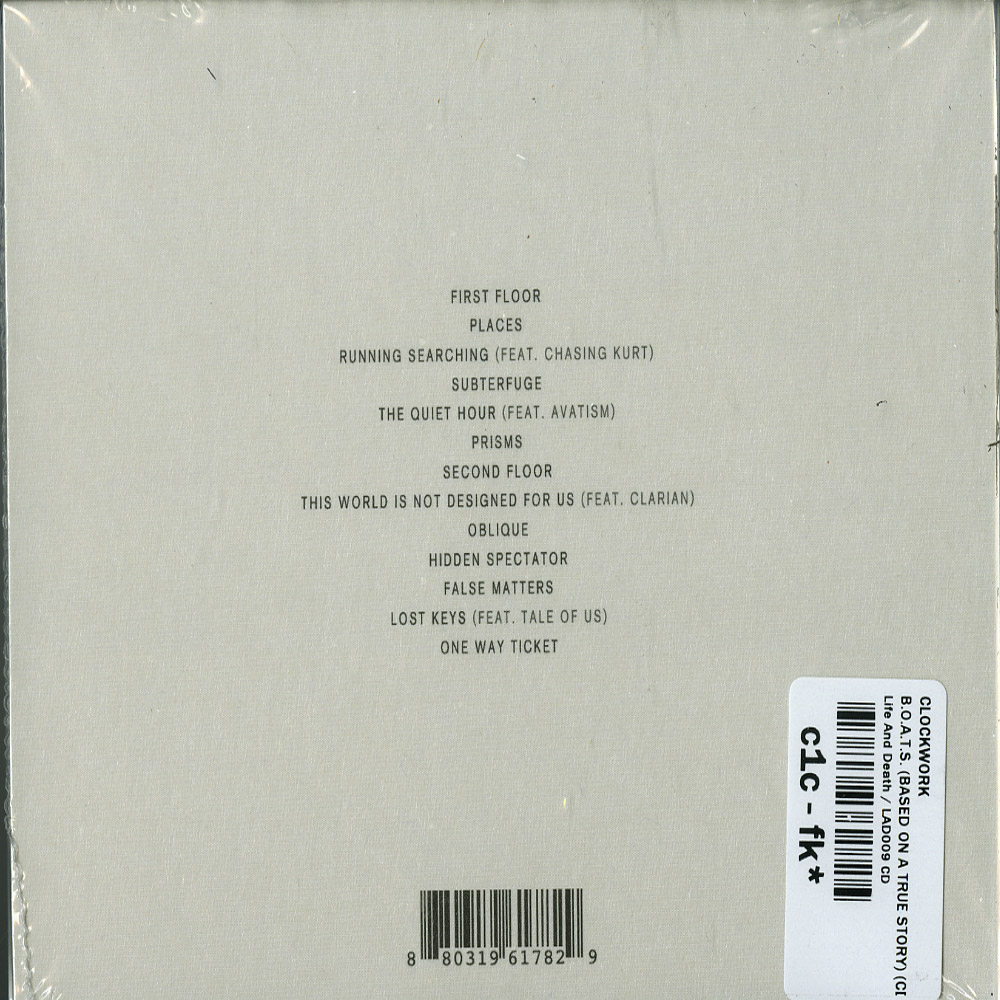 FIRST FLOOR
PLACES
RUNNING SEARCHING (FEAT. CHASING KURT)
SUBTERFUGE
THE QUIET HOUR (FEAT. AVATISM)
PRISMS
SECOND FLOOR
THIS WORLD IS NOT DESIGNED FOR US (FEAT. CLARIAN)
OBLIQUE
HIDDEN SPECTATOR
FALSE MATTERS
LOST KEYS (FEAT. TALE OF US)
ONE WAY TICKET
CLOCKWORK
B.O.A.T.S. (BASED ON A TRUE STORY) (CI
Life And Death / LAD009 CD
c1c - fk*
8 80319 61782 9